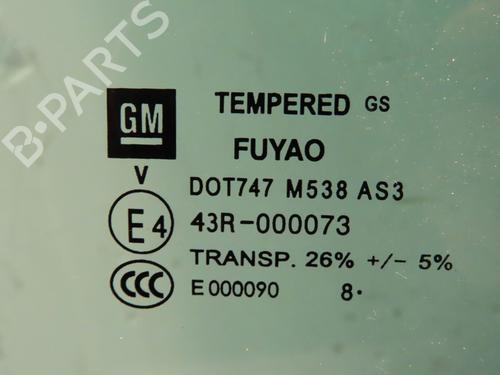 B-PARTS
GM TEMPERED GS
FUYAO
V
DOT747 M538 AS3
E4 43R-000073
TRANSP. 26% +/- 5%
CCC E000090 8·